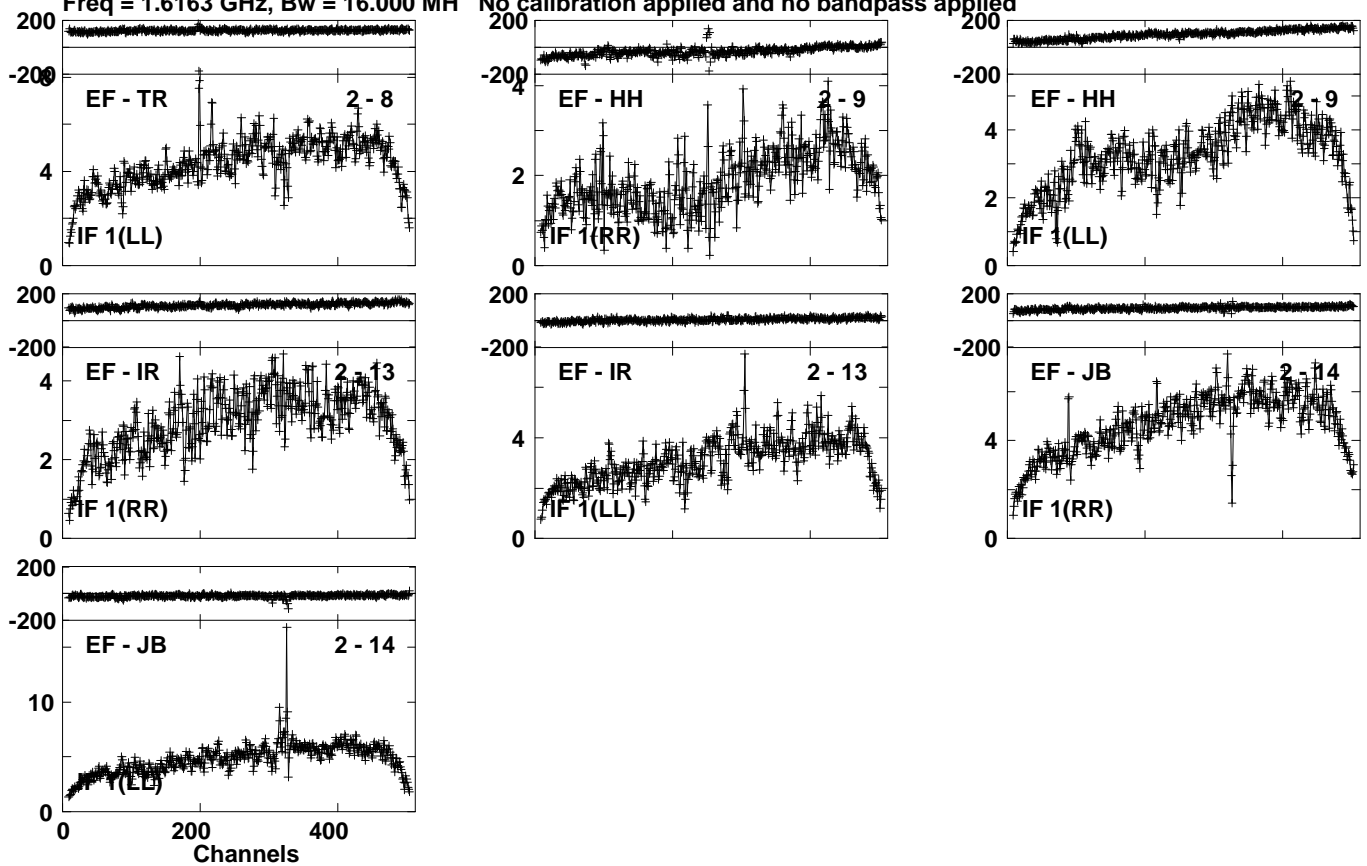 Freq = 1.6163 GHz, Bw = 16.000 MH No calibration applied and no bandpass applied
200
-200
8
EF - TR 2 - 8
4
IF 1(LL)
0
-200
4
EF - HH 2 - 9
2
IF 1(RR)
0
200
-200
EF - HH 2 - 9
4
2
IF 1(LL)
0
200
-200
EF - IR 2 - 13
4
2
IF 1(RR)
0
200
-200
EF - IR 2 - 13
4
IF 1(LL)
0
200
-200
EF - JB 2 - 14
4
IF 1(RR)
0
200
-200
EF - JB 2 - 14
10
IF 1(LL)
0
0 200 400
Channels